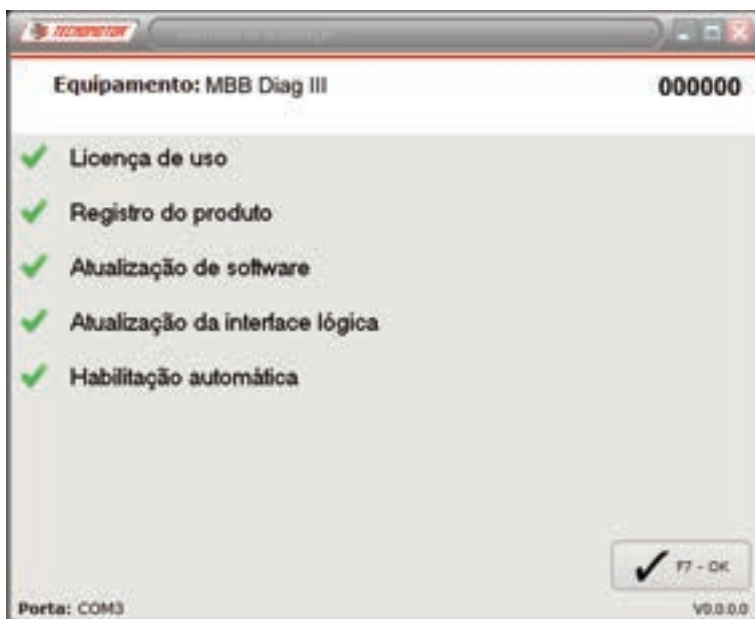 TECNOMOTOR
Equipamento: MBB Diag III
000000
Licença de uso
Registro do produto
Atualização de software
Atualização da interface lógica
Habilitação automática
F7 - OK
Porta: COM3
V0.0.0.0